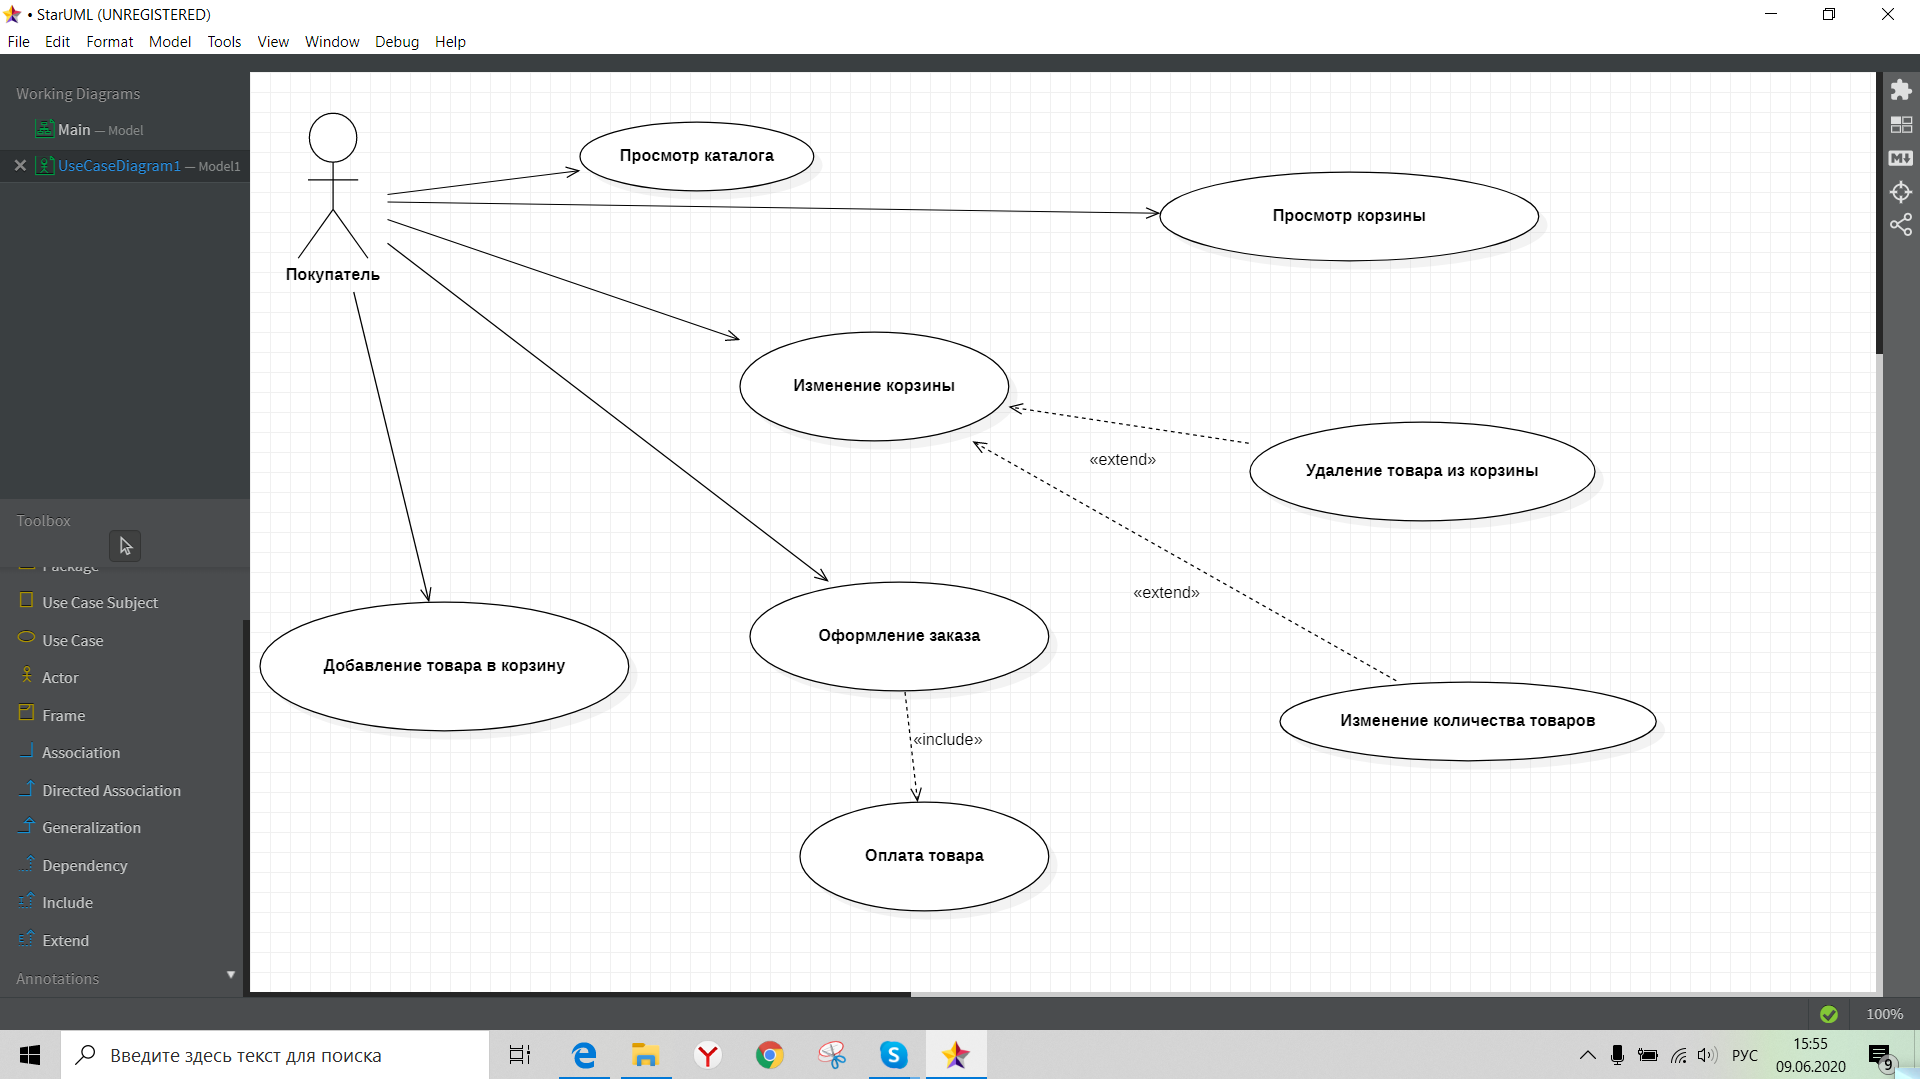 • StarUML (UNREGISTERED)
File Edit Format Model Tools View Window Debug Help
Working Diagrams
Main — Model
UseCaseDiagram1 — Model1
Toolbox
Package
Use Case Subject
Use Case
Actor
Frame
Association
Directed Association
Generalization
Dependency
Include
Extend
Annotations
Покупатель
Просмотр каталога
Просмотр корзины
Изменение корзины
«extend»
Удаление товара из корзины
«extend»
Оформление заказа
Добавление товара в корзину
Изменение количества товаров
«include»
Оплата товара
M
100%
Введите здесь текст для поиска
РУС
15:55
09.06.2020
9